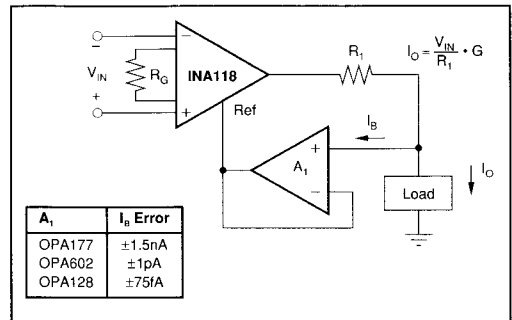 −
−
V_IN
R_G
INA118
+
+
Ref
R_1
I_O = V_IN / R_1 • G
I_B
A_1
+
−
Load
I_O
A_1 I_B Error
OPA177 ±1.5nA
OPA602 ±1pA
OPA128 ±75fA